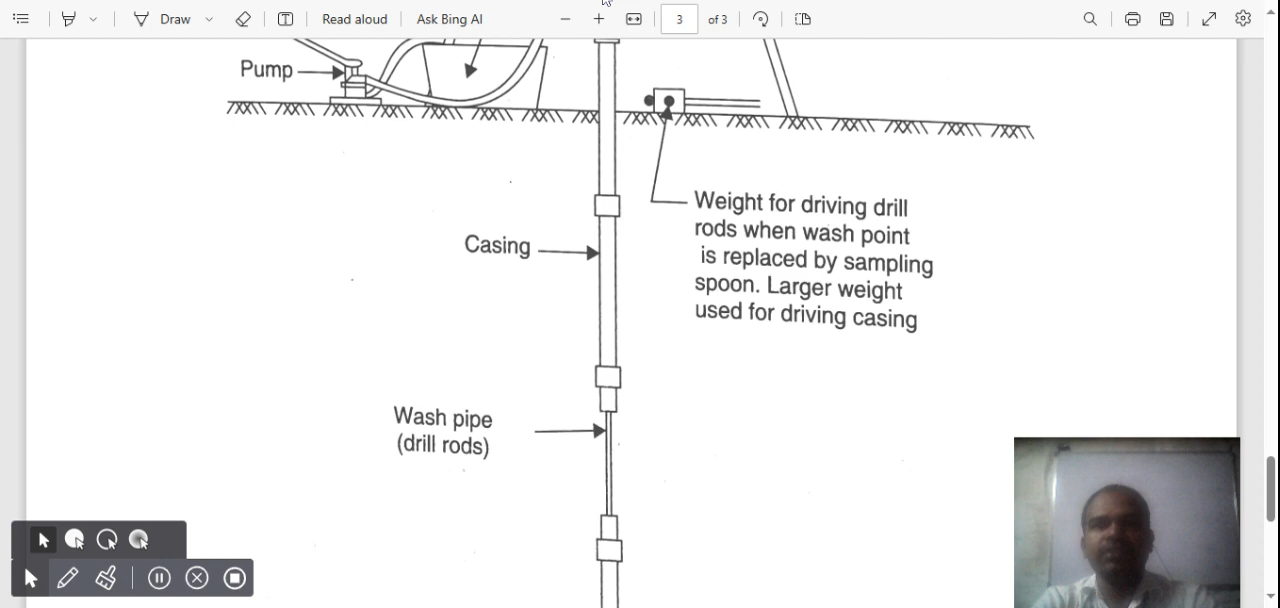 Draw
Read aloud
Ask Bing AI
3
of 3
Pump
Weight for driving drill
rods when wash point
is replaced by sampling
spoon. Larger weight
used for driving casing
Casing
Wash pipe
(drill rods)